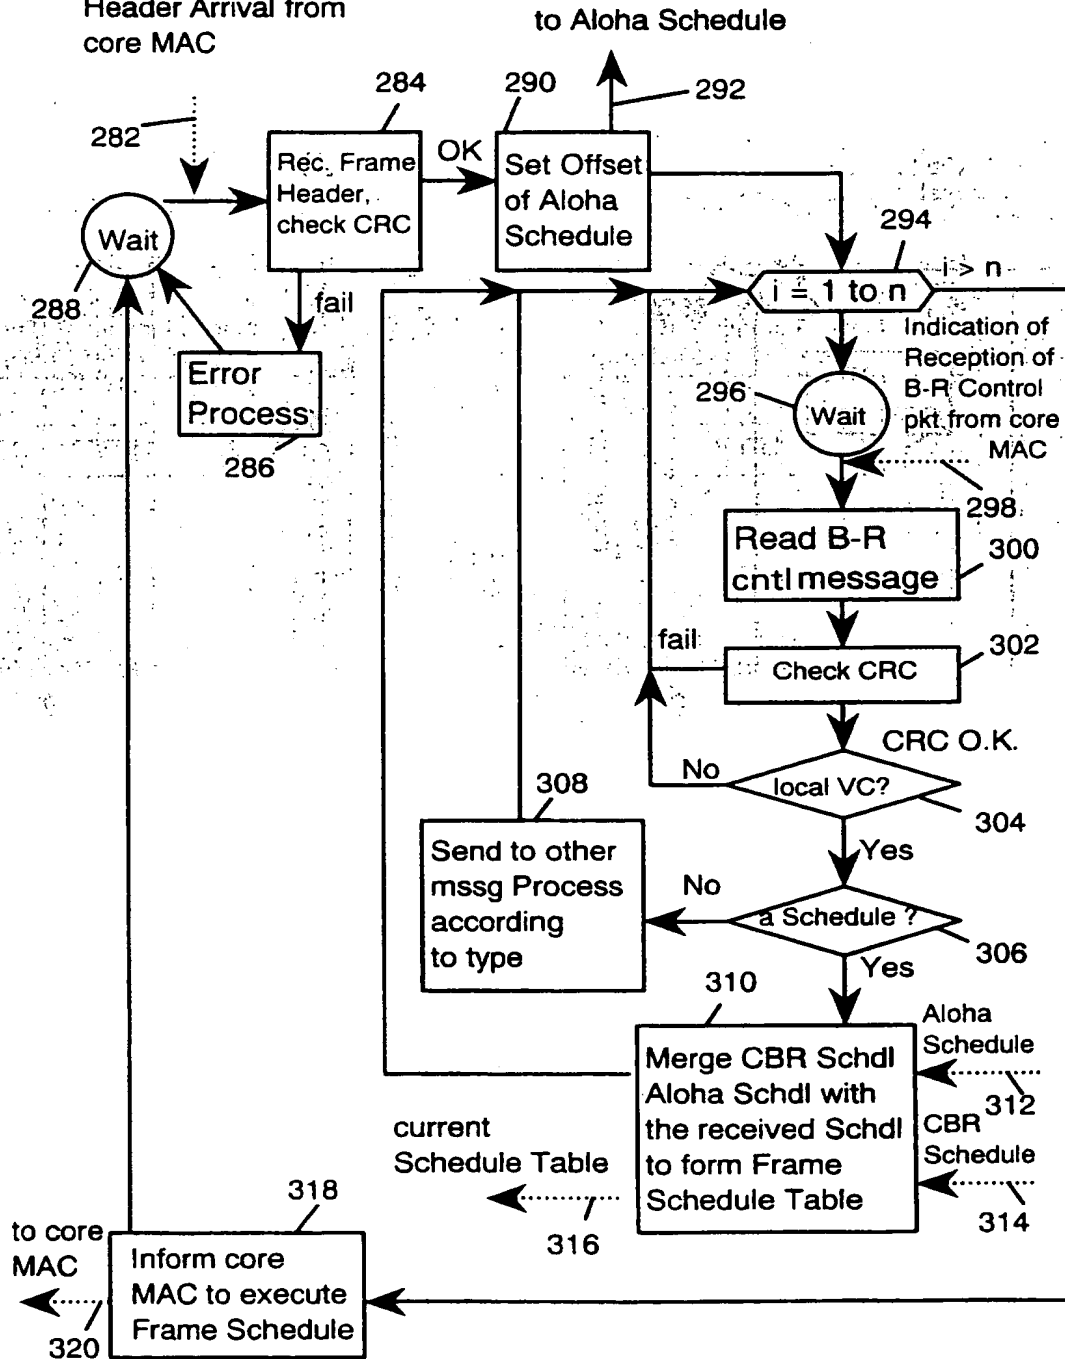 Header Arrival from
core MAC
to Aloha Schedule
284
290
292
282
OK
Rec. Frame
Header,
check CRC
Set Offset
of Aloha
Schedule
294
Wait
288
i = 1 to n
i > n
fail
Indication of
Reception of
B-R Control
pkt from core
MAC
Error
Process
286
296
Wait
298
Read B-R
cntl message
300
fail
302
Check CRC
CRC O.K.
No
local VC?
304
308
Yes
Send to other
mssg Process
according
to type
No
a Schedule ?
306
Yes
310
Aloha
Schedule
312
Merge CBR Schdl
Aloha Schdl with
the received Schdl
to form Frame
Schedule Table
CBR
Schedule
314
current
Schedule Table
316
318
to core
MAC
320
Inform core
MAC to execute
Frame Schedule